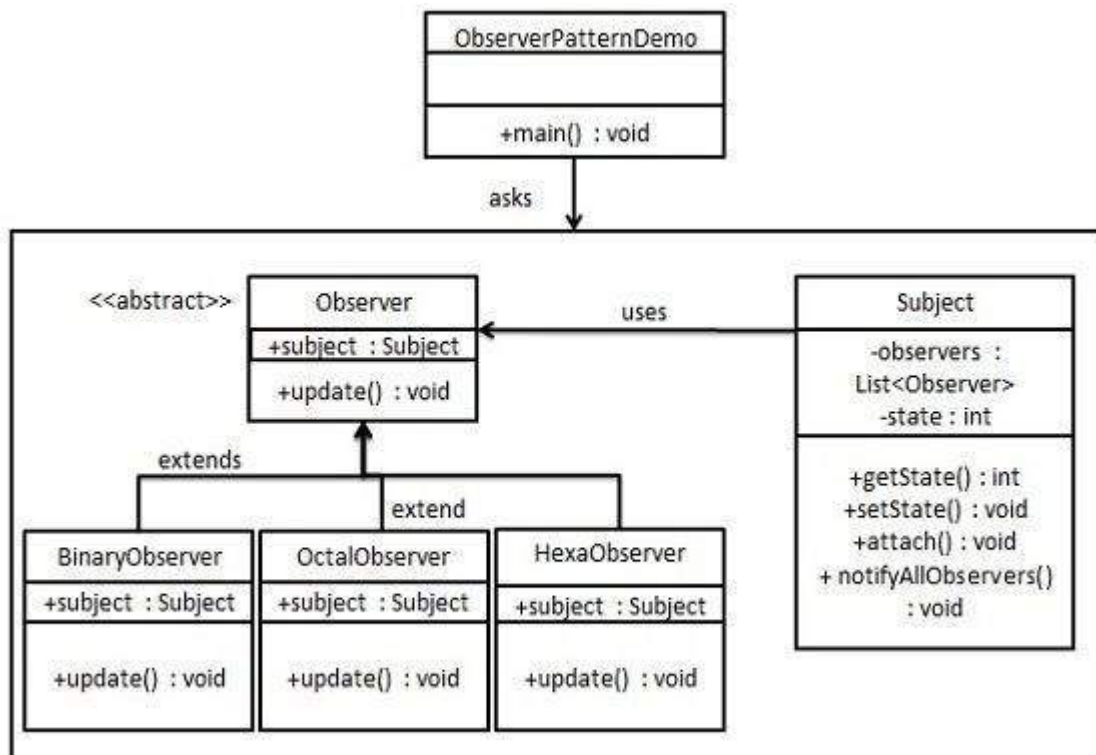 ObserverPatternDemo
+main() : void
asks
<<abstract>>
Observer
+subject : Subject
+update() : void
uses
Subject
-observers :
List<Observer>
-state : int
+getState() : int
+setState() : void
+attach() : void
+ notifyAllObservers()
: void
extends
extend
BinaryObserver
+subject : Subject
+update() : void
OctalObserver
+subject : Subject
+update() : void
HexaObserver
+subject : Subject
+update() : void